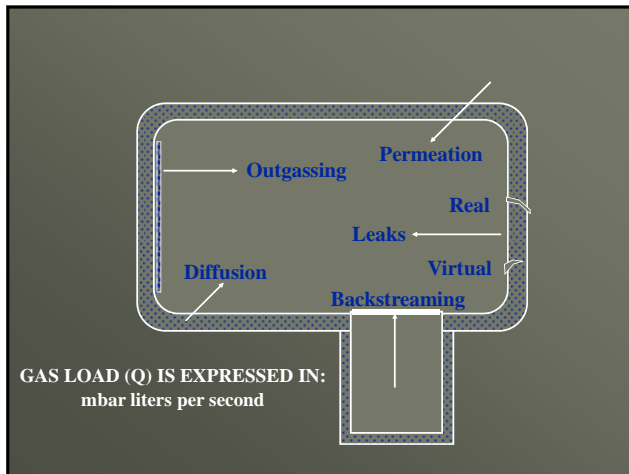 Permeation
Outgassing
Real
Leaks
Virtual
Diffusion
Backstreaming
GAS LOAD (Q) IS EXPRESSED IN:
mbar liters per second